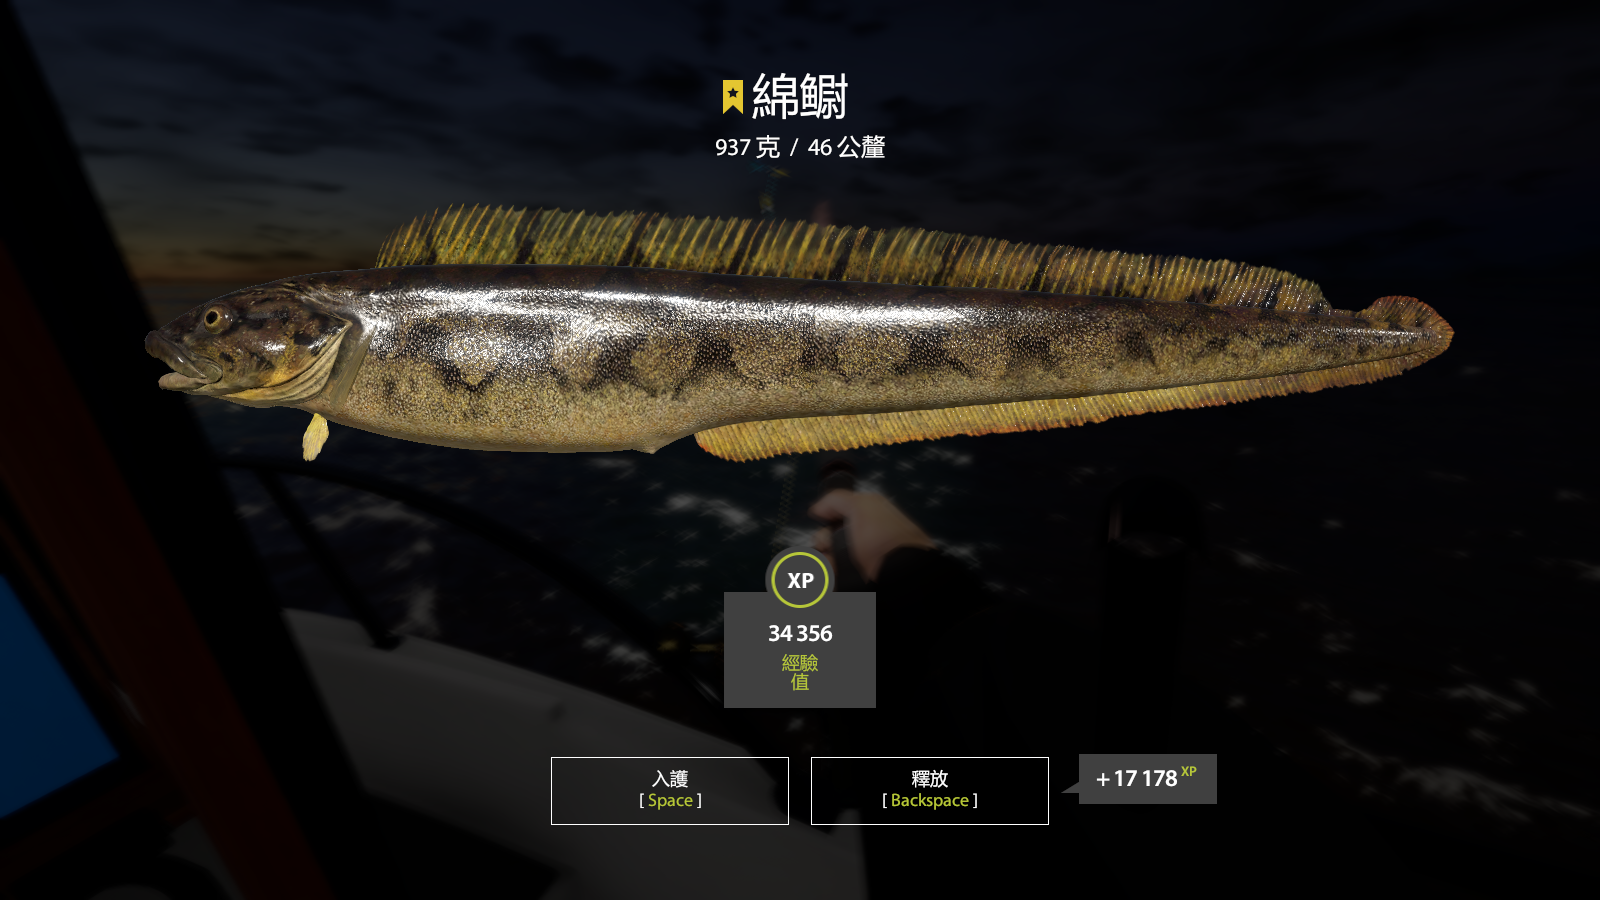 綿鳚
937 克 / 46 公釐
XP
34 356
經驗
值
入護
[ Space ]
釋放
[ Backspace ]
+17 178 XP